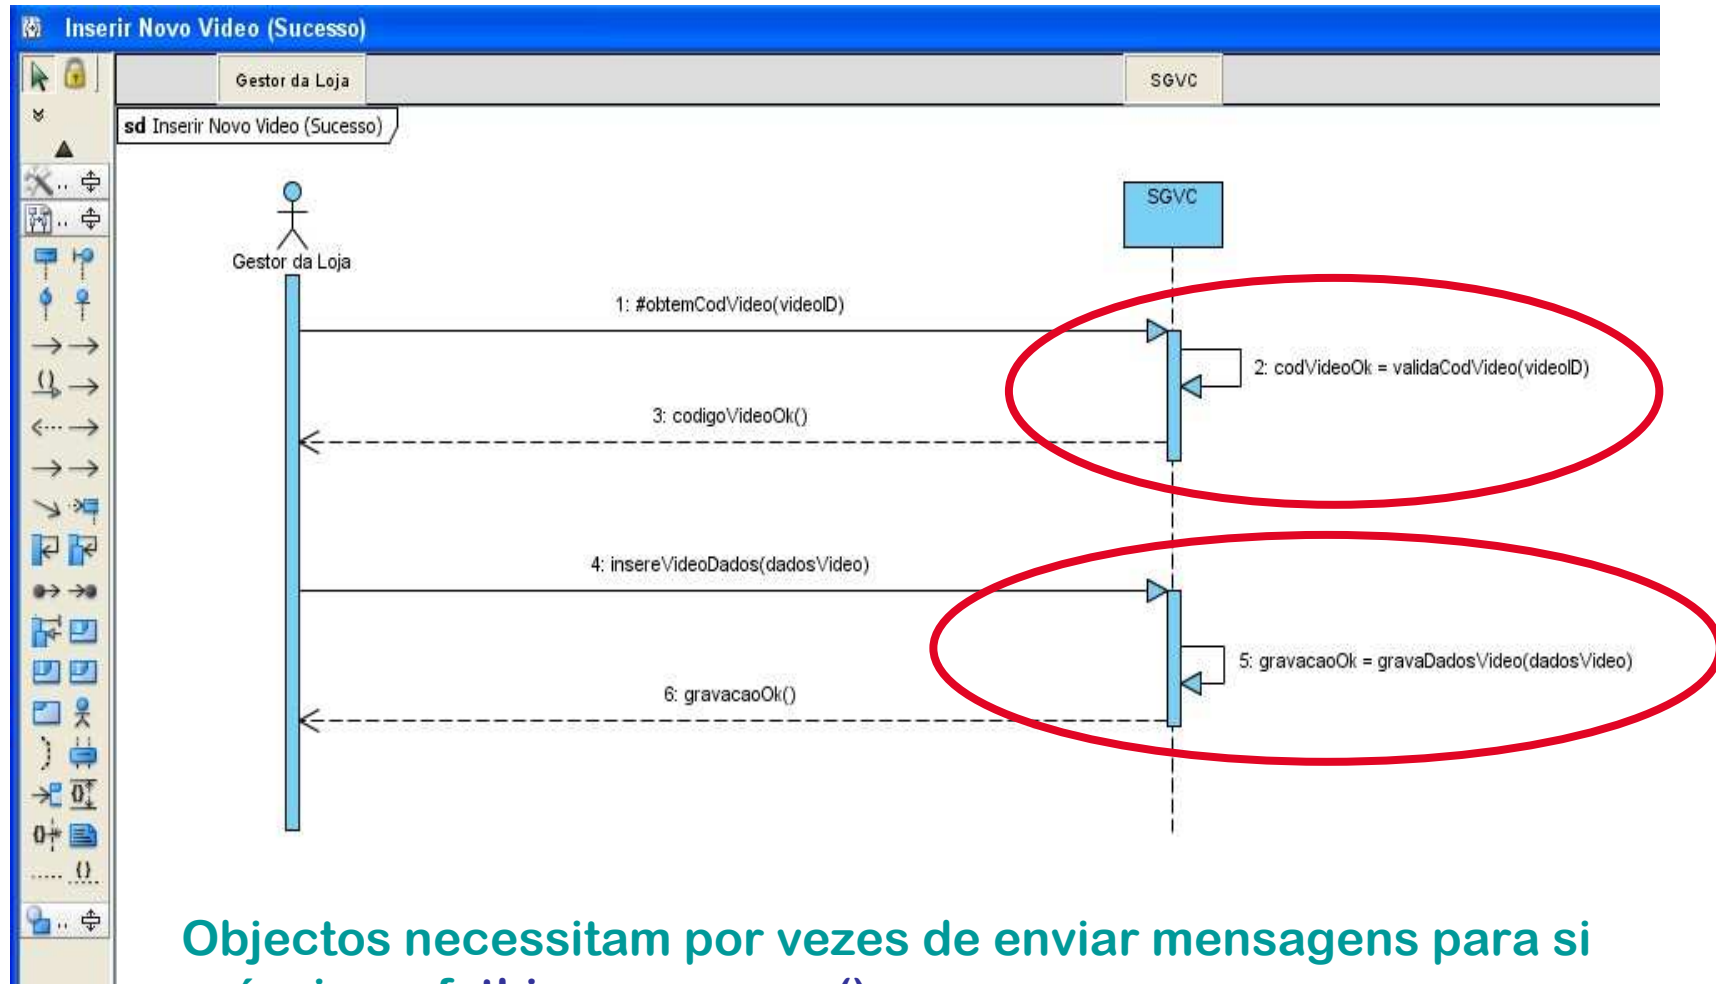 Inserir Novo Video (Sucesso)
Gestor da Loja
SGVC
sd Inserir Novo Video (Sucesso)
SGVC
Gestor da Loja
1: #obtemCodVideo(videoID)
2: codVideoOk = validaCodVideo(videoID)
3: codigoVideoOk()
4: insereVideoDados(dadosVideo)
5: gravacaoOk = gravaDadosVideo(dadosVideo)
6: gravacaoOk()
Objectos necessitam por vezes de enviar mensagens para si